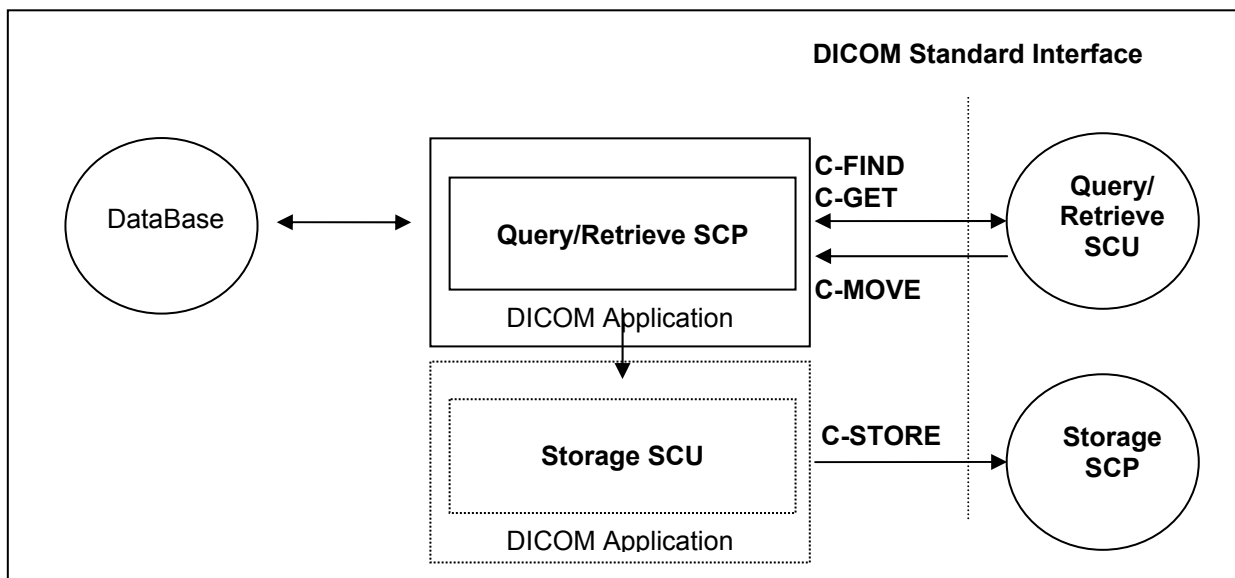 DICOM Standard Interface
DataBase
Query/Retrieve SCP
DICOM Application
C-FIND
C-GET
C-MOVE
Query/
Retrieve
SCU
Storage SCU
DICOM Application
C-STORE
Storage
SCP